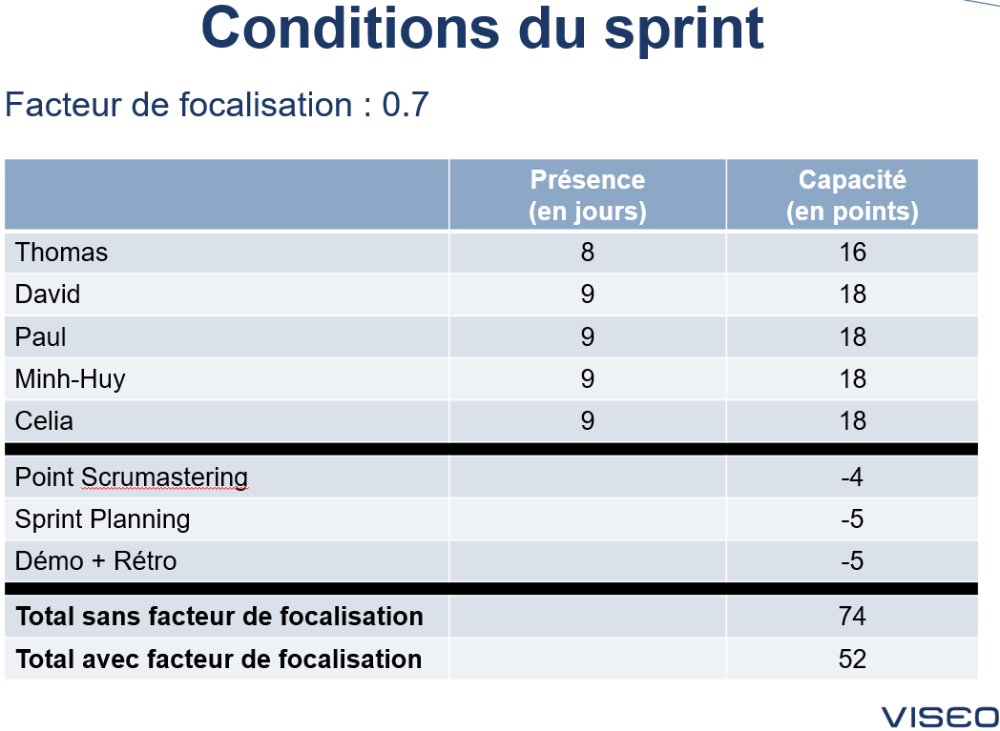 Conditions du sprint
Facteur de focalisation : 0.7
Présence Capacité
(en jours) (en points)
Thomas 8 16
David 9 18
Paul 9 18
Minh-Huy 9 18
Celia 9 18
Point Scrumastering -4
Sprint Planning -5
Démo + Rétro -5
Total sans facteur de focalisation 74
Total avec facteur de focalisation 52
VISEO